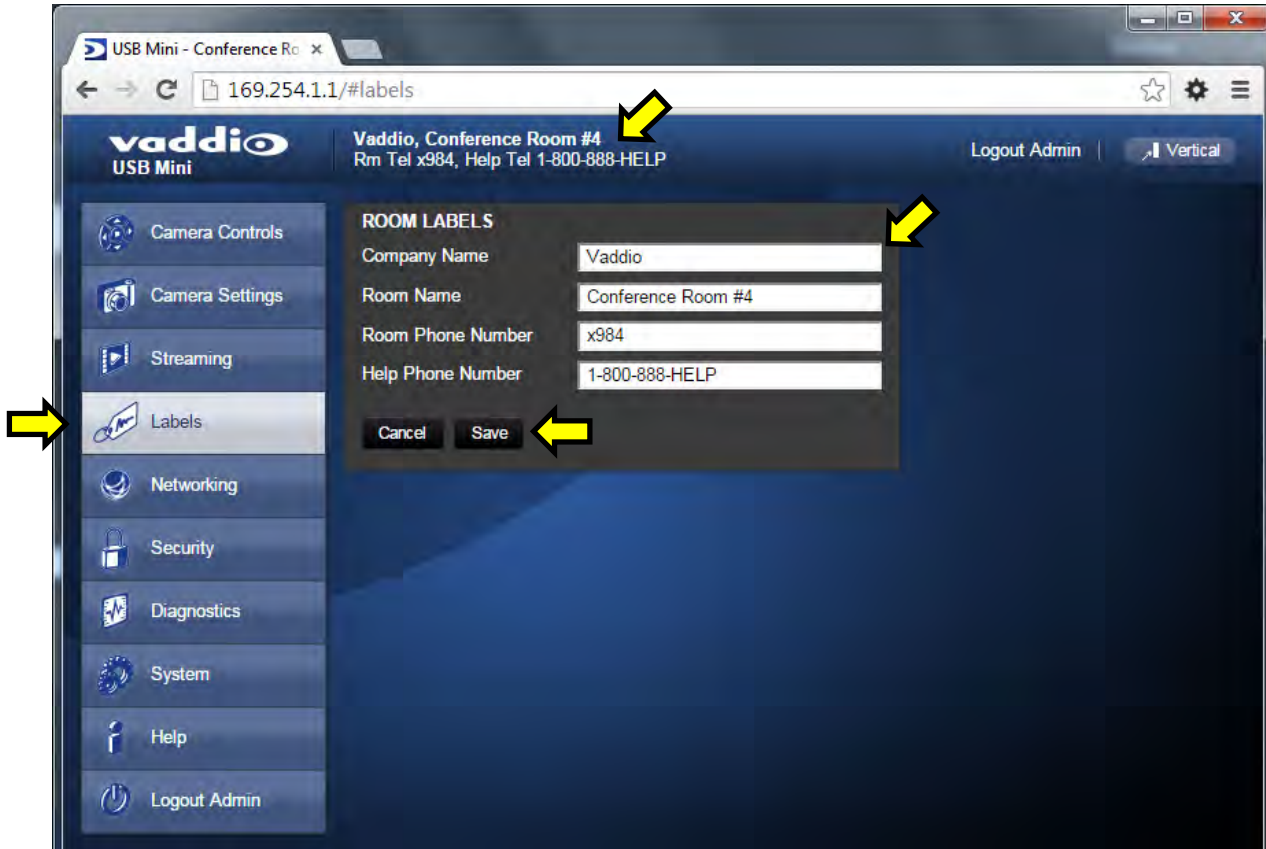 USB Mini - Conference Ro
169.254.1.1/#labels
vaddio
USB Mini
Vaddio, Conference Room #4
Rm Tel x984, Help Tel 1-800-888-HELP
Logout Admin
Vertical
Camera Controls
Camera Settings
Streaming
Labels
Networking
Security
Diagnostics
System
Help
Logout Admin
ROOM LABELS
Company Name Vaddio
Room Name Conference Room #4
Room Phone Number x984
Help Phone Number 1-800-888-HELP
Cancel Save